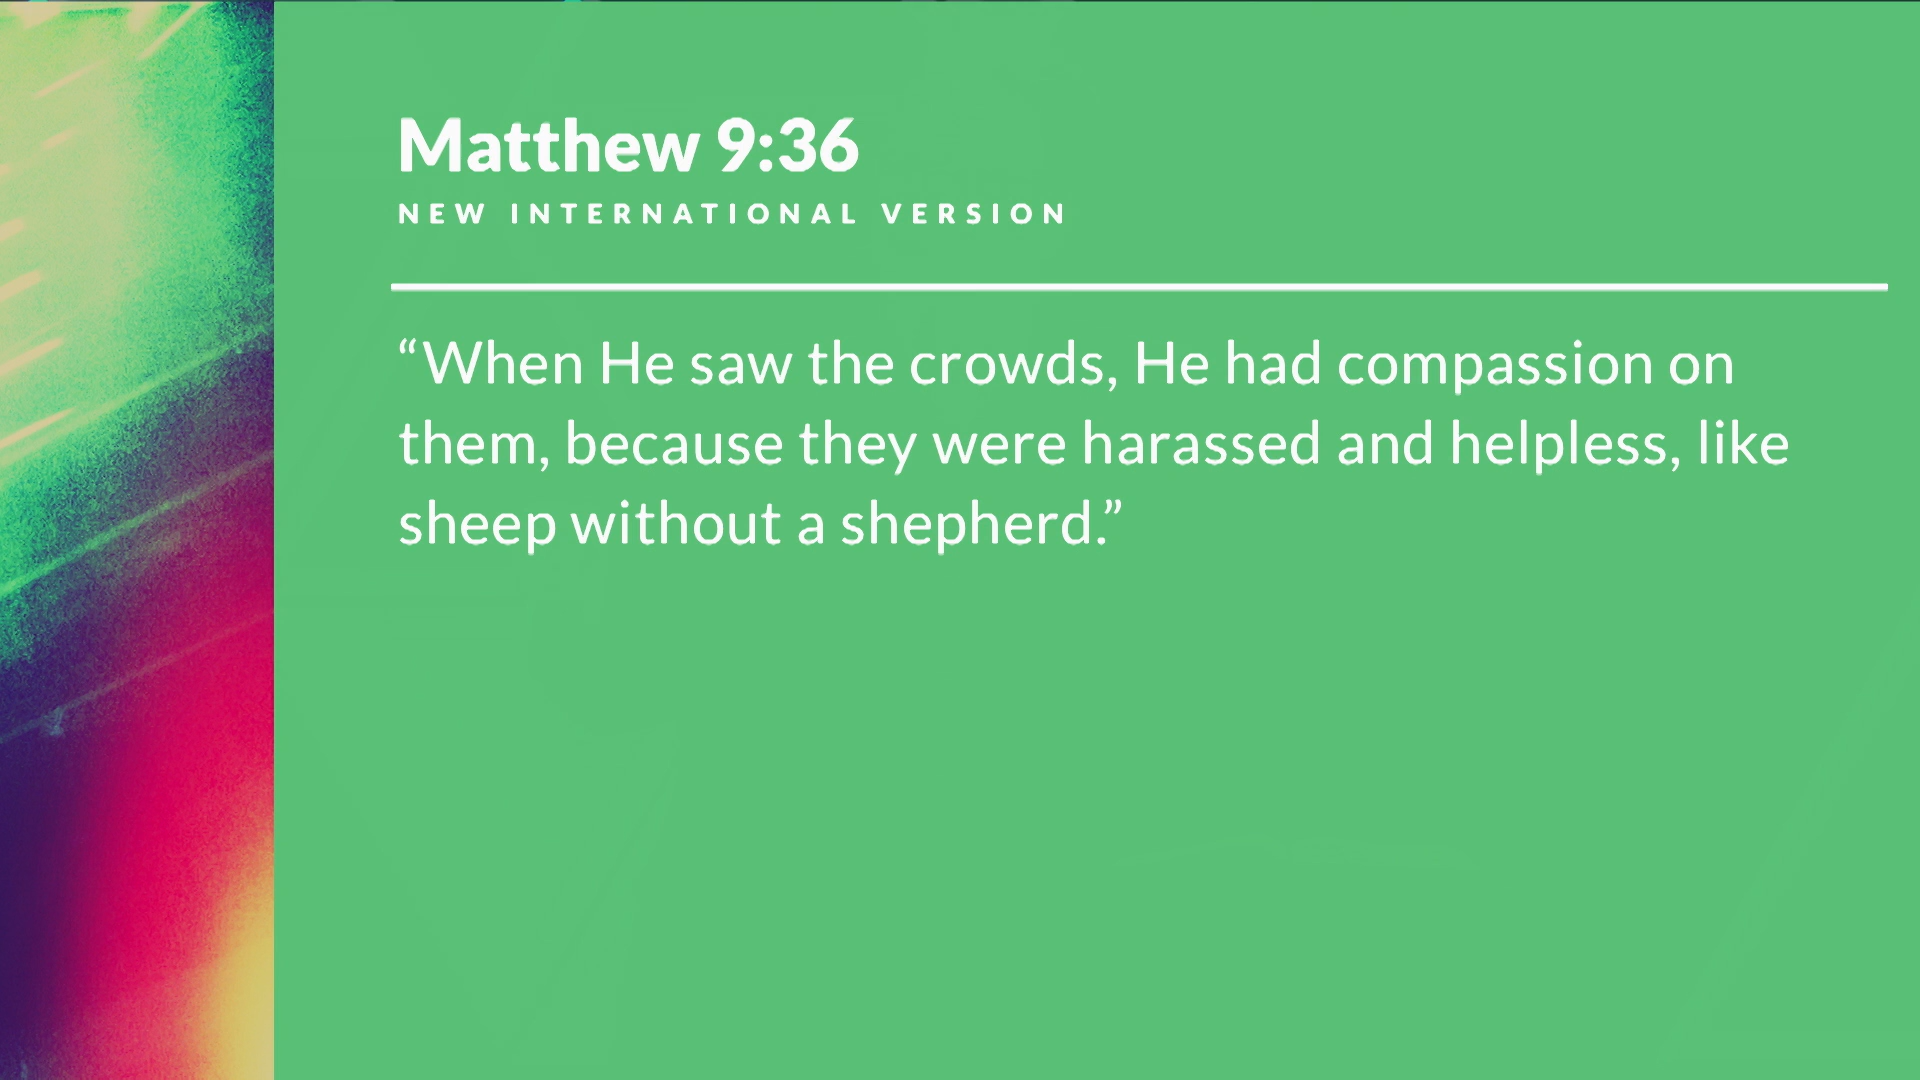 Matthew 9:36
NEW INTERNATIONAL VERSION
“When He saw the crowds, He had compassion on
them, because they were harassed and helpless, like
sheep without a shepherd.”